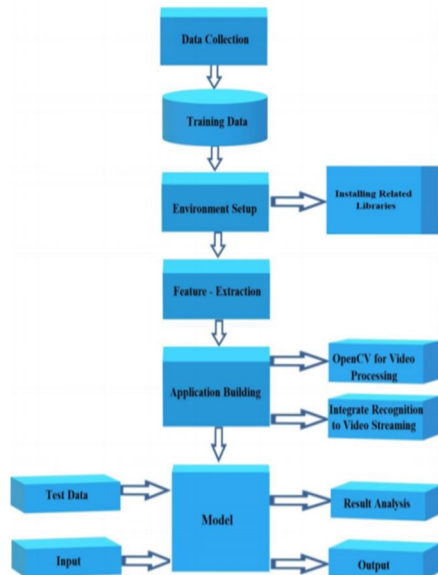 Data Collection
Training Data
Environment Setup
Installing Related
Libraries
Feature - Extraction
Application Building
OpenCV for Video
Processing
Integrate Recognition
to Video Streaming
Test Data
Model
Result Analysis
Input
Output